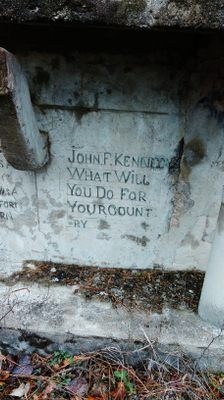 JOHN F. KENNEDY
WHAT WILL
YOU DO FOR
YOUR COUNT
-RY